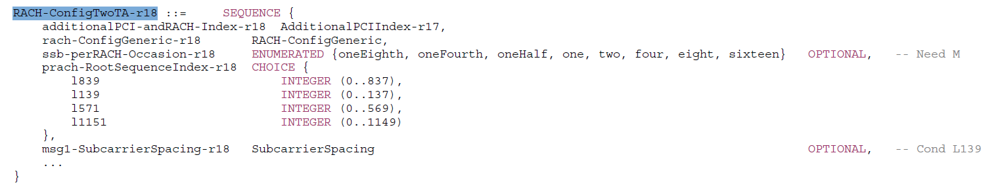 RACH-ConfigTwoTA-r18 ::=      SEQUENCE {
    additionalPCI-andRACH-Index-r18  AdditionalPCIIndex-r17,
    rach-ConfigGeneric-r18       RACH-ConfigGeneric,
    ssb-perRACH-Occasion-r18     ENUMERATED {oneEighth, oneFourth, oneHalf, one, two, four, eight, sixteen}   OPTIONAL,   -- Need M
    prach-RootSequenceIndex-r18  CHOICE {
        l839                             INTEGER (0..837),
        l139                             INTEGER (0..137),
        l571                             INTEGER (0..569),
        l1151                            INTEGER (0..1149)
    },
    msg1-SubcarrierSpacing-r18   SubcarrierSpacing                                                            OPTIONAL,   -- Cond L139
    ...
}